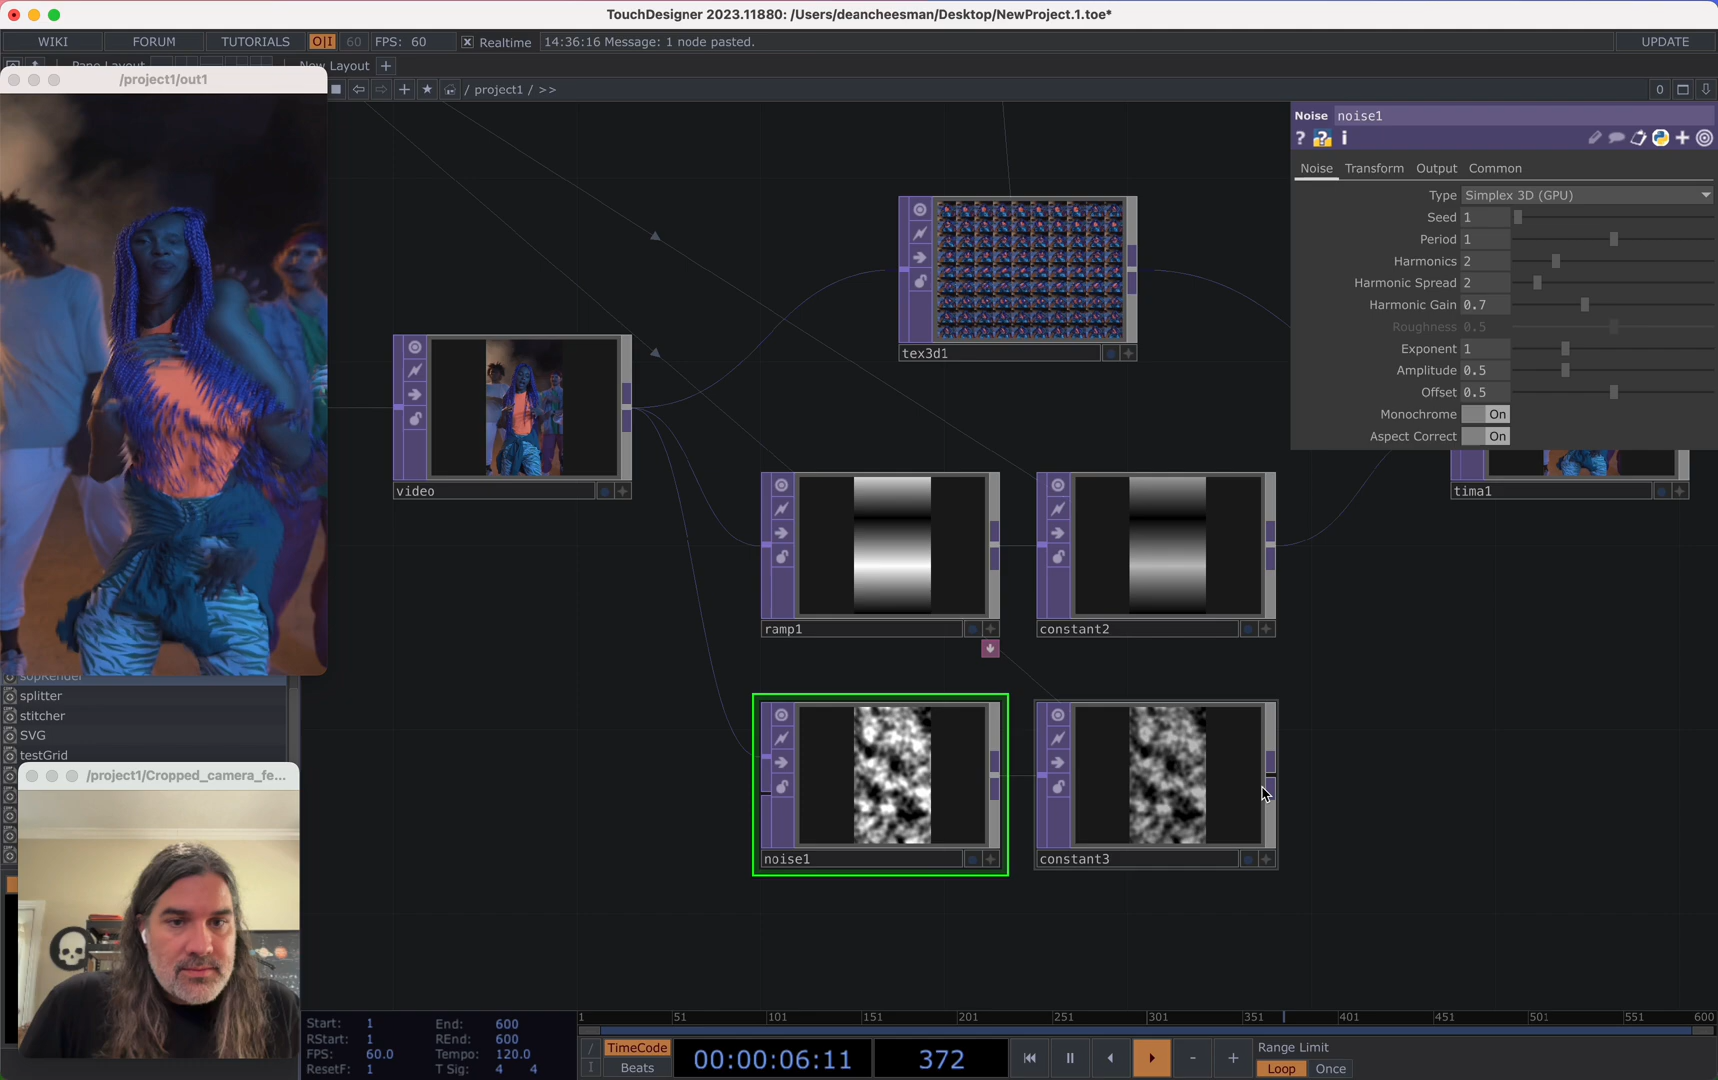 TouchDesigner 2023.11880: /Users/deancheesman/Desktop/NewProject.1.toe*
WIKI FORUM TUTORIALS O|I 60 FPS: 60 Realtime 14:36:16 Message: 1 node pasted. UPDATE
Pane Layout New Layout +
/project1/out1
/ project1 / >> 0
Noise noise1
? ? i
Noise Transform Output Common
Type Simplex 3D (GPU)
Seed 1
Period 1
Harmonics 2
Harmonic Spread 2
Harmonic Gain 0.7
Roughness 0.5
Exponent 1
Amplitude 0.5
Offset 0.5
Monochrome On
Aspect Correct On
tex3d1
video
tima1
ramp1
constant2
noise1
constant3
sopRender
splitter
stitcher
SVG
testGrid
/project1/Cropped_camera_fe...
Start: 1 End: 600
RStart: 1 REnd: 600
FPS: 60.0 Tempo: 120.0
ResetF: 1 T Sig: 4 4
1 51 101 151 201 251 301 351 401 451 501 551 600
TimeCode
Beats
00:00:06:11
372
- +
Range Limit
Loop Once